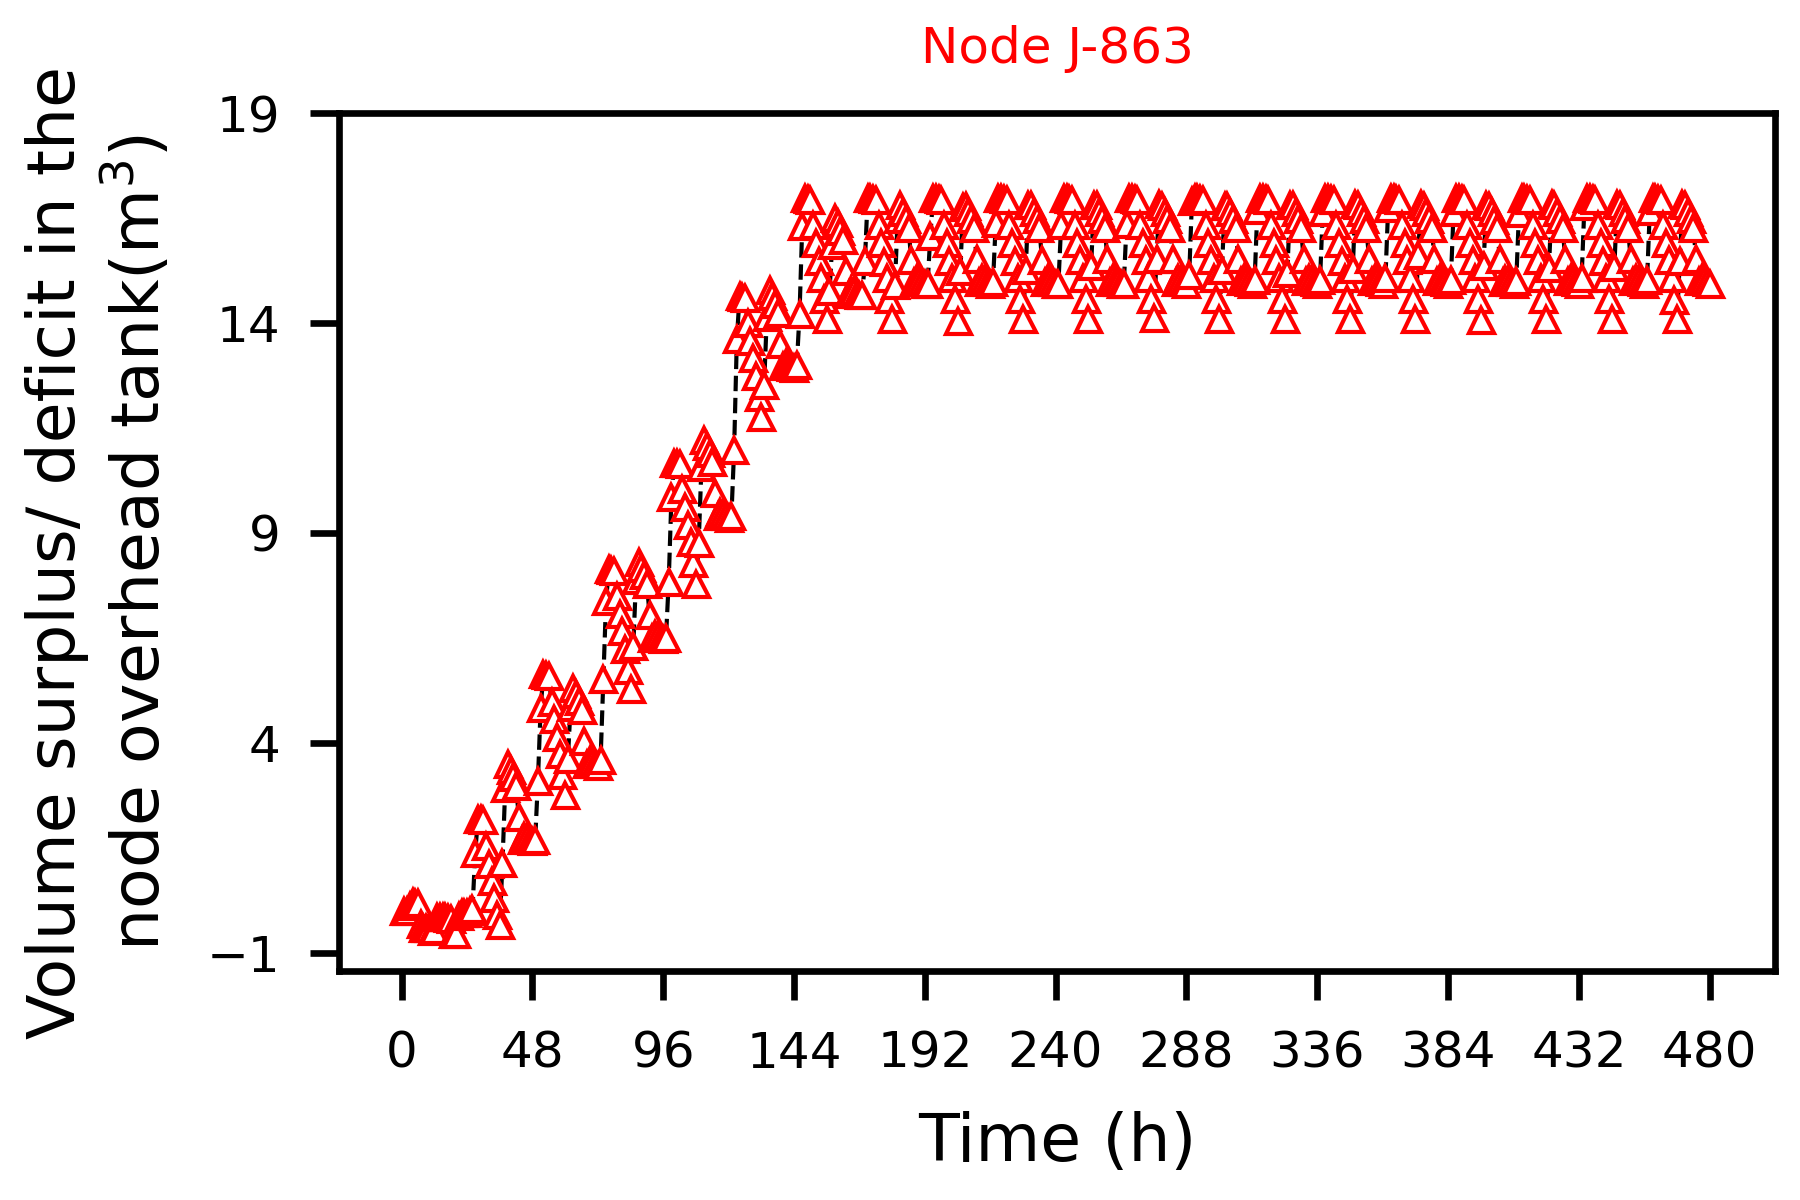 Node J-863
Volume surplus/ deficit in the
node overhead tank(m³)
19
14
9
4
−1
0 48 96 144 192 240 288 336 384 432 480
Time (h)